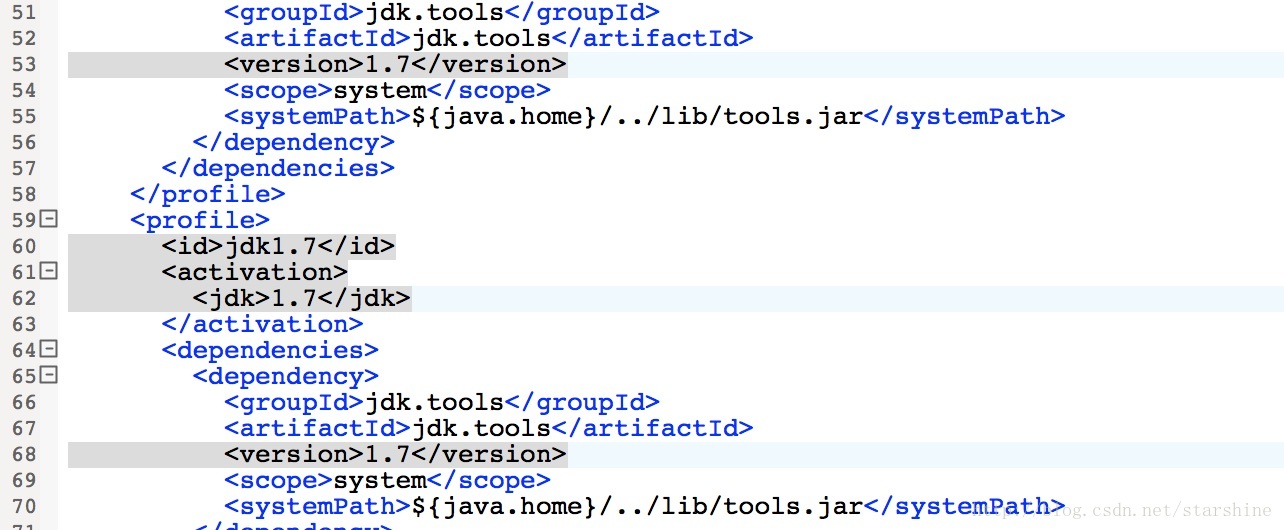 51 <groupId>jdk.tools</groupId>
52 <artifactId>jdk.tools</artifactId>
53 <version>1.7</version>
54 <scope>system</scope>
55 <systemPath>${java.home}/../lib/tools.jar</systemPath>
56 </dependency>
57 </dependencies>
58 </profile>
59 <profile>
60 <id>jdk1.7</id>
61 <activation>
62 <jdk>1.7</jdk>
63 </activation>
64 <dependencies>
65 <dependency>
66 <groupId>jdk.tools</groupId>
67 <artifactId>jdk.tools</artifactId>
68 <version>1.7</version>
69 <scope>system</scope>
70 <systemPath>${java.home}/../lib/tools.jar</systemPath>
http://blog.csdn.net/starshine
71 </dependency>